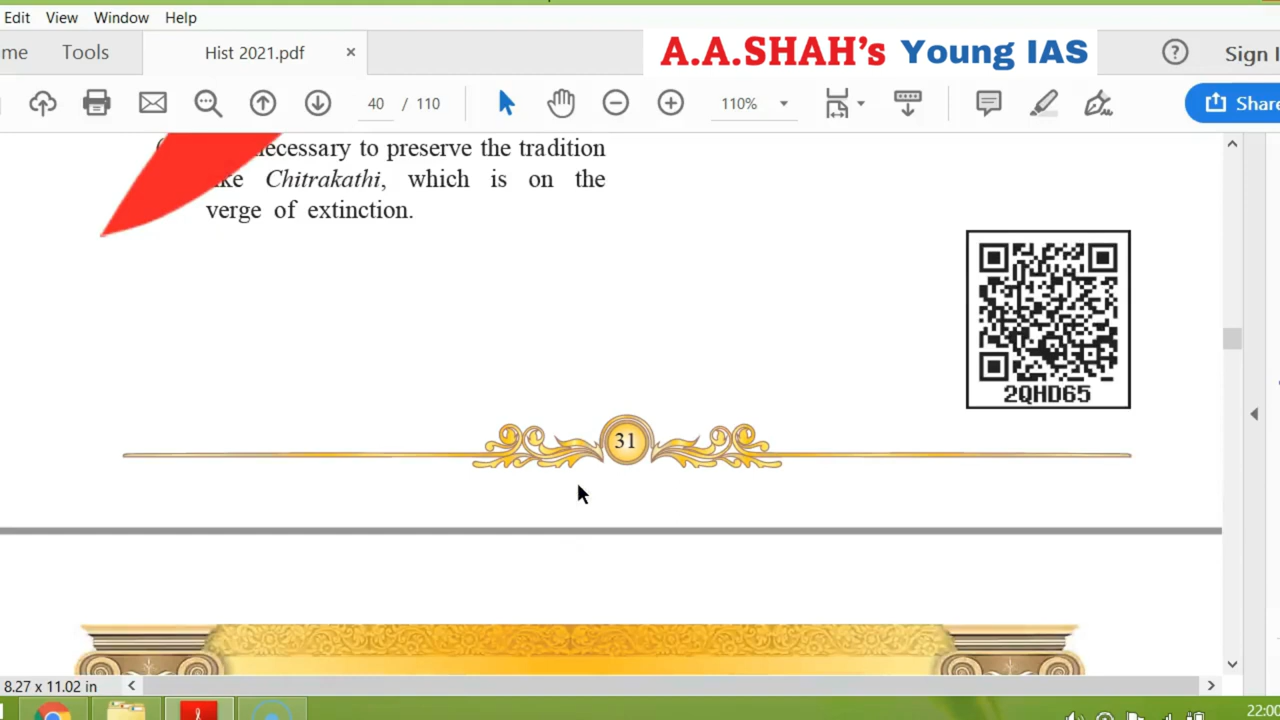 Edit View Window Help
me Tools Hist 2021.pdf × A.A.SHAH's Young IAS ? Sign I
40 / 110 110% Share
necessary to preserve the tradition
ke Chitrakathi, which is on the
verge of extinction.
2QHD65
31
8.27 x 11.02 in
22:00